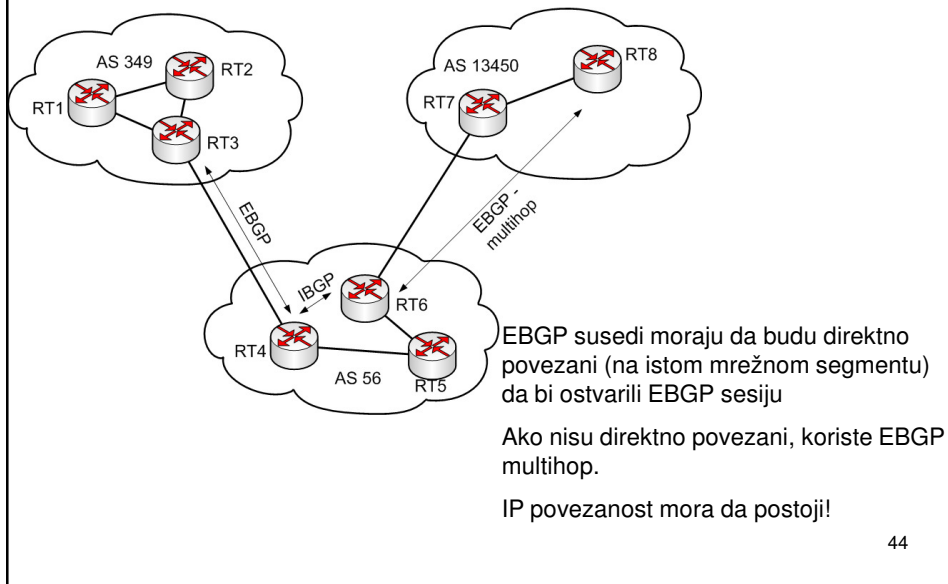 AS 349
RT2
RT1
RT3
AS 13450
RT8
RT7
EBGP
EBGP -
multihop
IBGP
RT6
RT4
AS 56
RT5
EBGP susedi moraju da budu direktno
povezani (na istom mrežnom segmentu)
da bi ostvarili EBGP sesiju
Ako nisu direktno povezani, koriste EBGP
multihop.
IP povezanost mora da postoji!
44